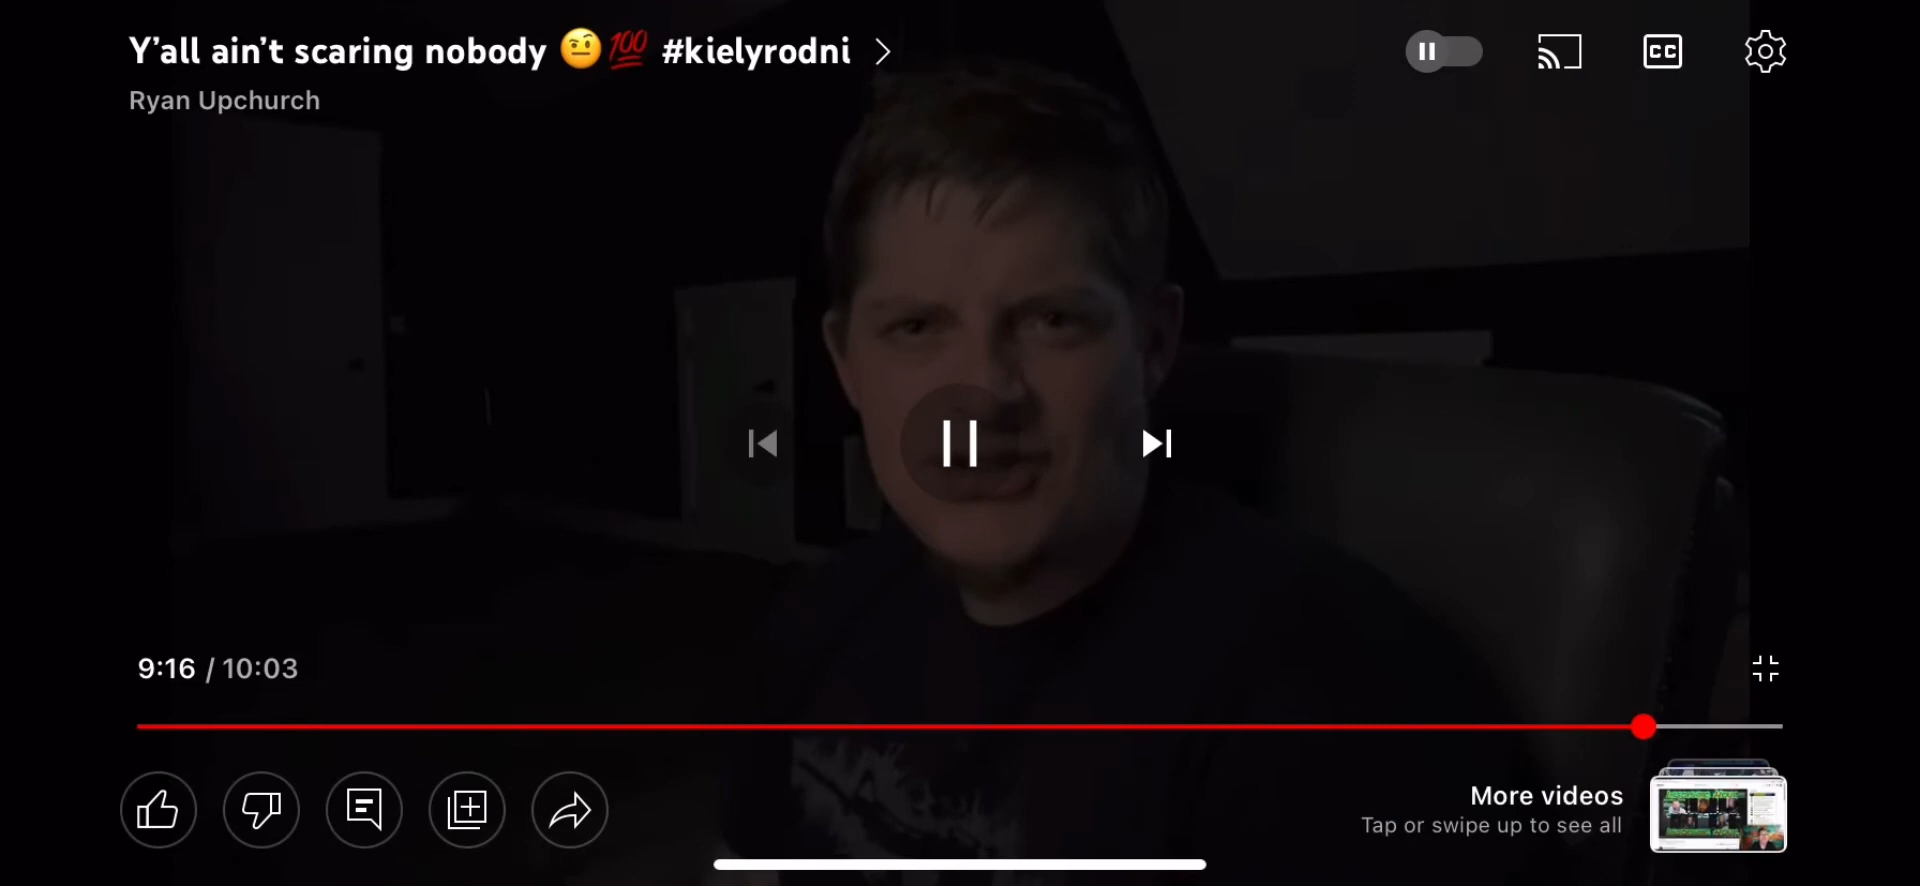 Y'all ain't scaring nobody 🤨💯 #kielyrodni
Ryan Upchurch
CC
9:16 / 10:03
More videos
Tap or swipe up to see all